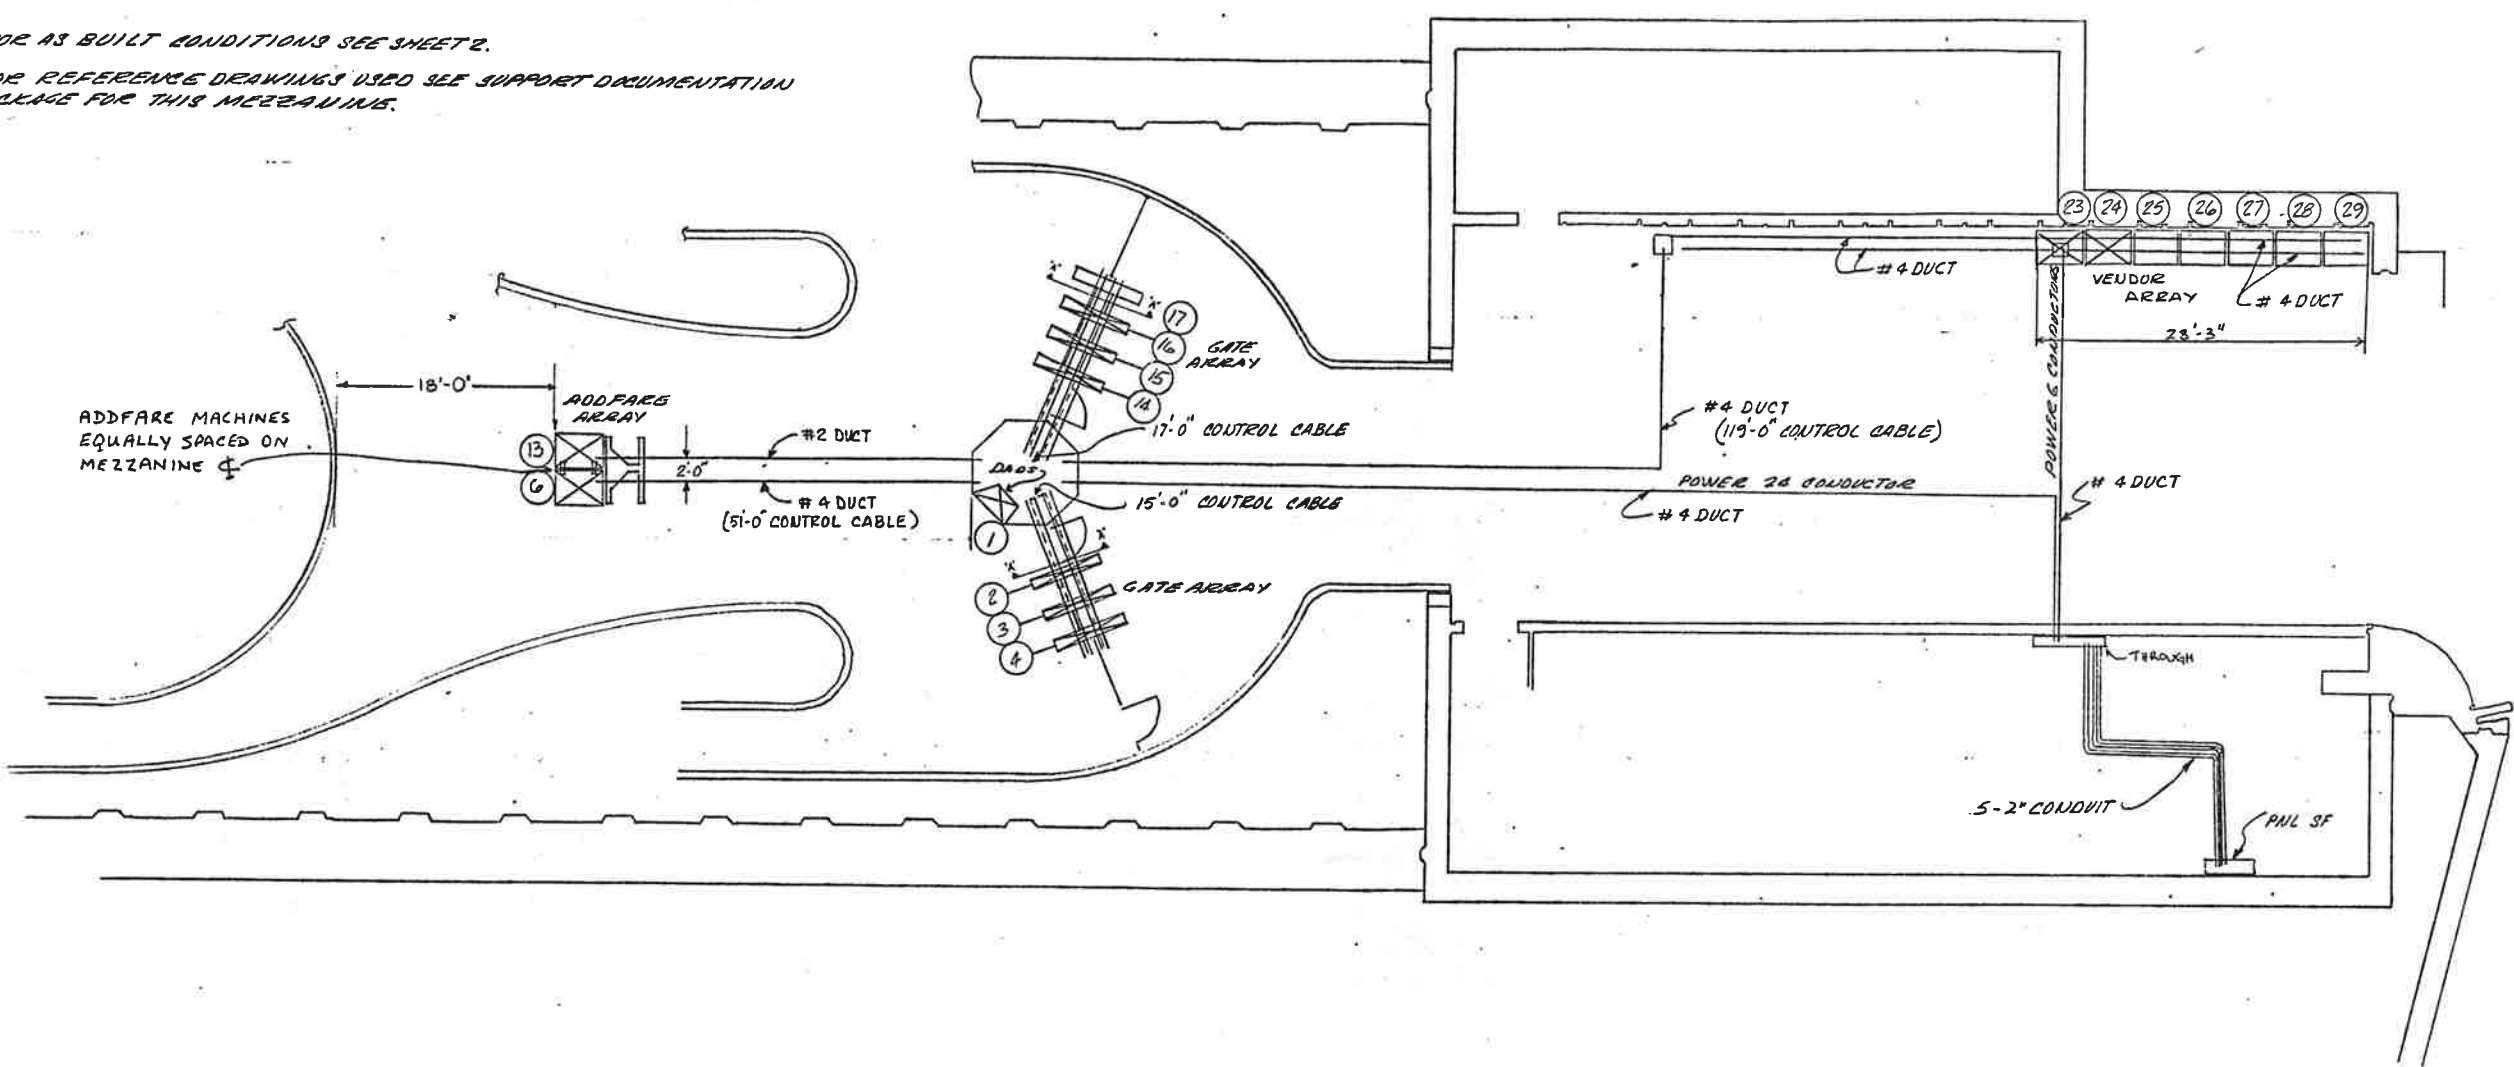 OR AS BUILT CONDITIONS SEE SHEET 2.
OR REFERENCE DRAWINGS USED SEE SUPPORT DOCUMENTATION
CKAGE FOR THIS MEZZANINE.
23 24 25 26 27 28 29
# 4 DUCT
VENDOR
ARRAY
# 4 DUCT
28'-3"
"A"
"A"
17
16
15
14
GATE
ARRAY
18'-0"
ADDFARE
ARRAY
ADDFARE MACHINES
EQUALLY SPACED ON
MEZZANINE ℄
13
6
#2 DUCT
2'-0"
# 4 DUCT
(51'-0" CONTROL CABLE)
17'-0" CONTROL CABLE
DADS
15'-0" CONTROL CABLE
1
#4 DUCT
(119'-0" CONTROL CABLE)
POWER 24 CONDUCTOR
# 4 DUCT
# 4 DUCT
"A"
"A"
2
3
4
GATE ARRAY
THROUGH
5-2" CONDUIT
PNL SF